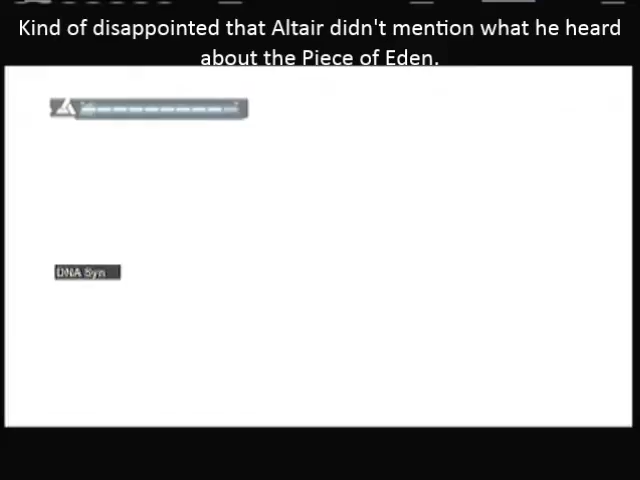 Kind of disappointed that Altair didn't mention what he heard
about the Piece of Eden.
DNA Syn